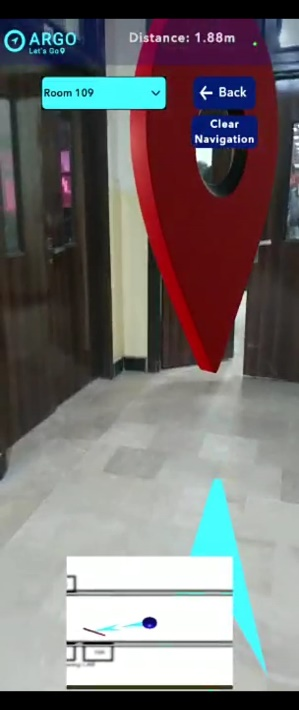 ARGO
Let's Go
Distance: 1.88m
Room 109
Back
Clear
Navigation